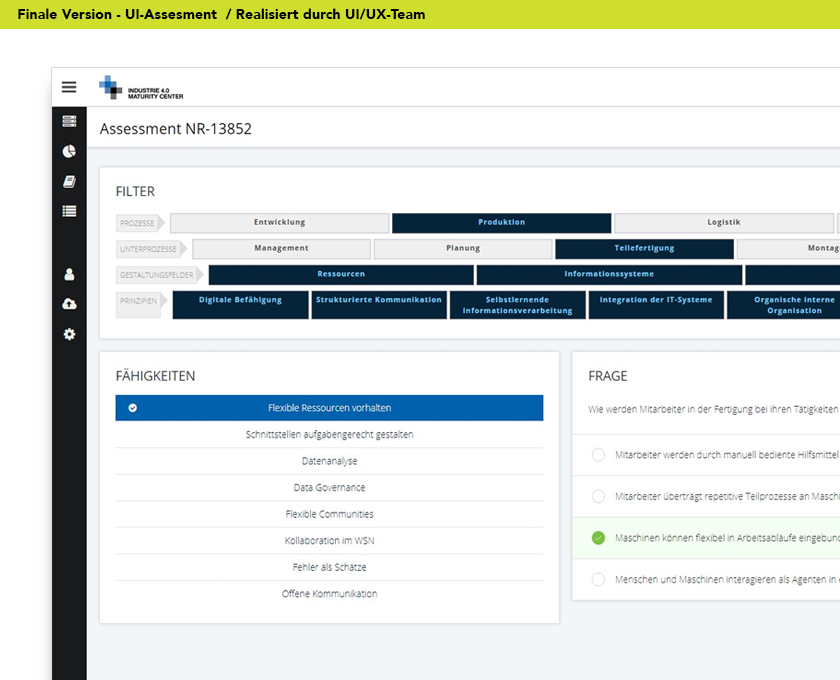 Finale Version - UI-Assesment / Realisiert durch UI/UX-Team
INDUSTRIE 4.0
MATURITY CENTER
Assessment NR-13852
FILTER
PROZESSE Entwicklung Produktion Logistik
UNTERPROZESSE Management Planung Teilefertigung Montag
GESTALTUNGSFELDER Ressourcen Informationssysteme
PRINZIPIEN Digitale Befähigung Strukturierte Kommunikation Selbstlernende Integration der IT-Systeme Organische interne
Informationsverarbeitung Organisation
FÄHIGKEITEN
Flexible Ressourcen vorhalten
Schnittstellen aufgabengerecht gestalten
Datenanalyse
Data Governance
Flexible Communities
Kollaboration im WSN
Fehler als Schätze
Offene Kommunikation
FRAGE
Wie werden Mitarbeiter in der Fertigung bei ihren Tätigkeiten
Mitarbeiter werden durch manuell bediente Hilfsmittel
Mitarbeiter überträgt repetitive Teilprozesse an Maschi
Maschinen können flexibel in Arbeitsabläufe eingebund
Menschen und Maschinen interagieren als Agenten in